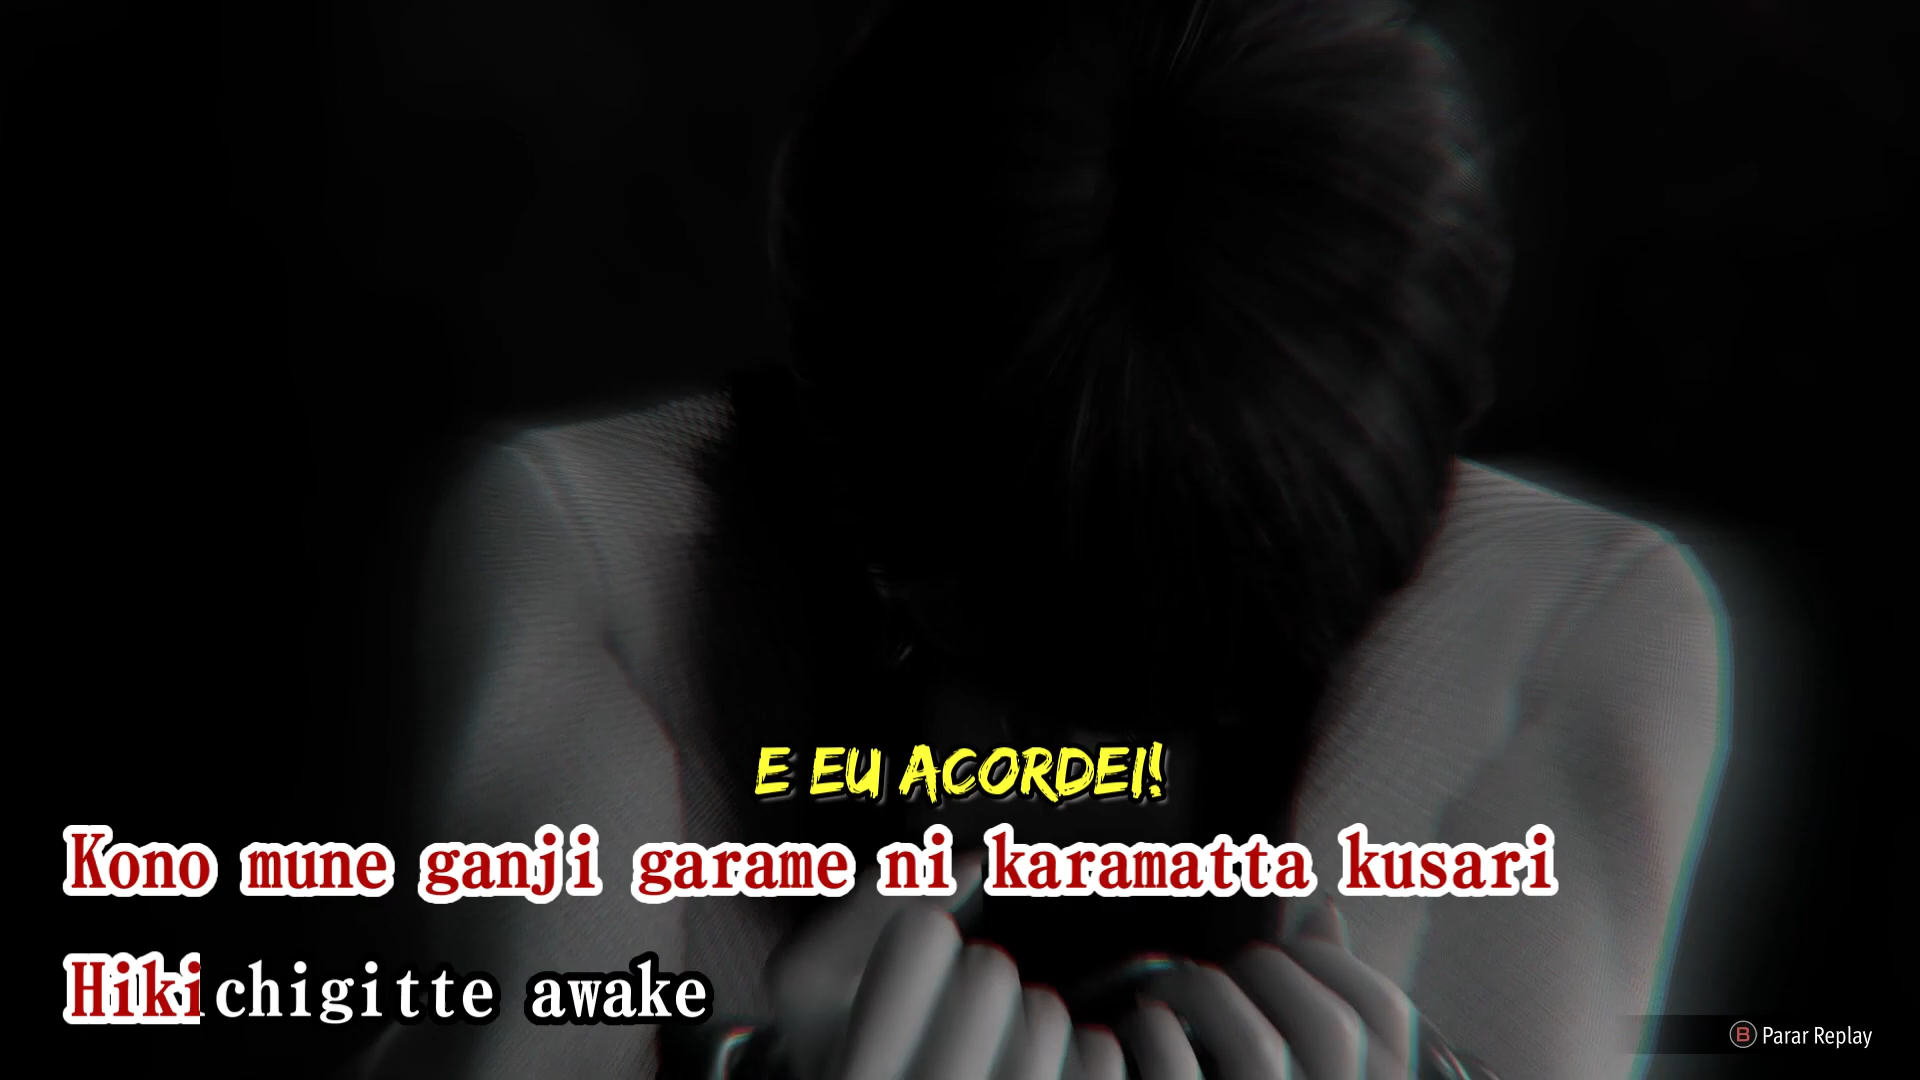 E EU ACORDEI!
Kono mune ganji garame ni karamatta kusari
Hikichigitte awake
B Parar Replay